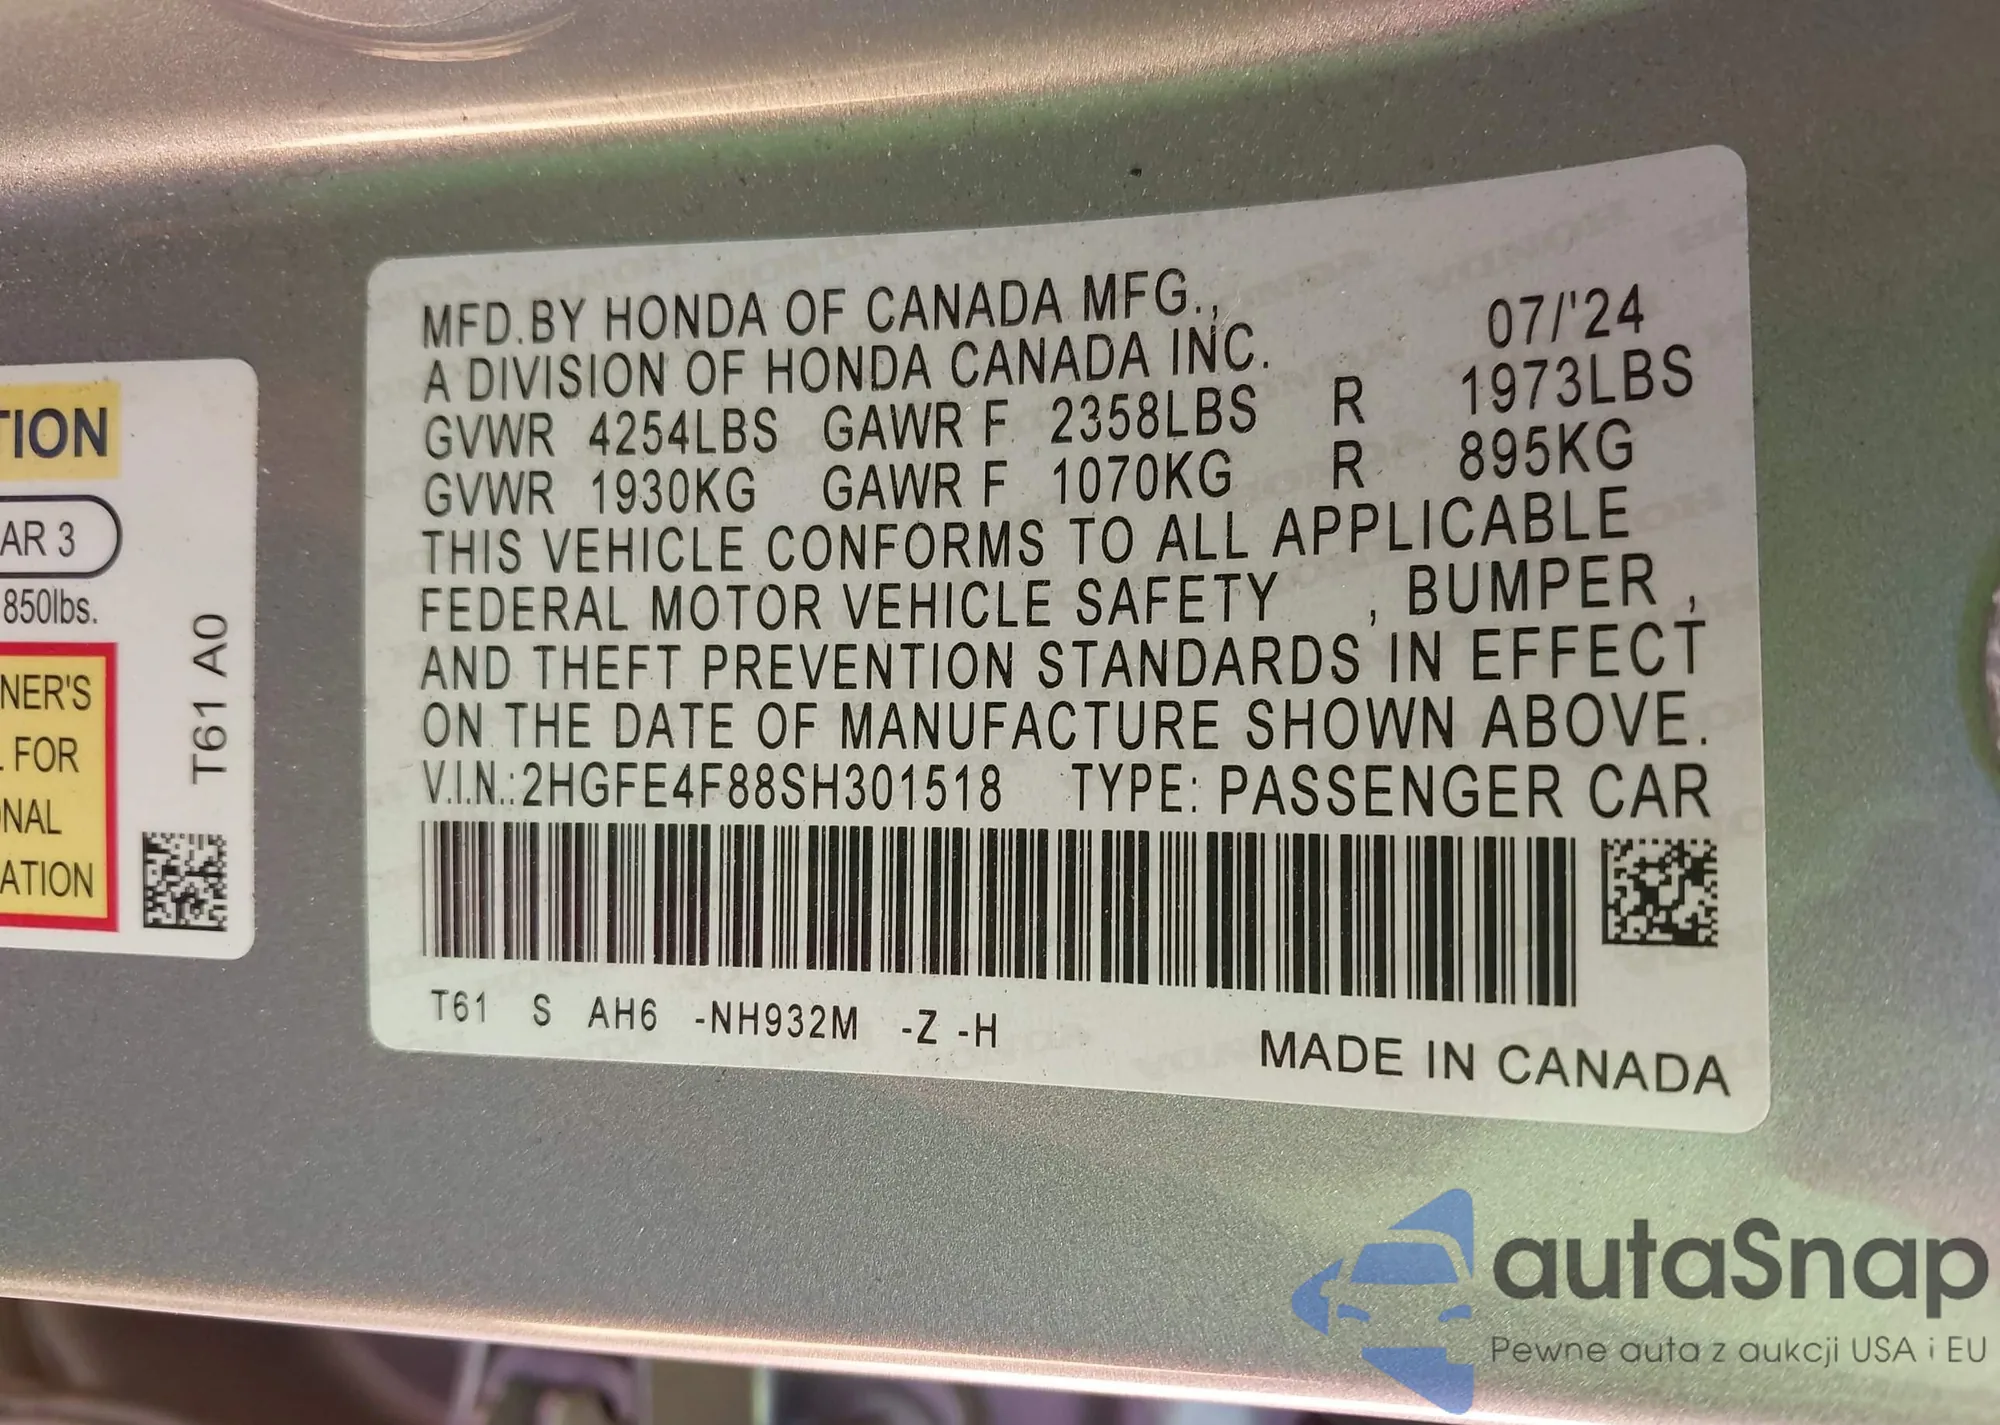 TION
AR 3
850lbs.
NER'S
FOR
NAL
ATION
T61 A0
MFD.BY HONDA OF CANADA MFG.,
A DIVISION OF HONDA CANADA INC.
07/'24
GVWR 4254LBS GAWR F 2358LBS R 1973LBS
GVWR 1930KG GAWR F 1070KG R 895KG
THIS VEHICLE CONFORMS TO ALL APPLICABLE
FEDERAL MOTOR VEHICLE SAFETY , BUMPER ,
AND THEFT PREVENTION STANDARDS IN EFFECT
ON THE DATE OF MANUFACTURE SHOWN ABOVE.
V.I.N.:2HGFE4F88SH301518 TYPE: PASSENGER CAR
T61 S AH6 -NH932M -Z -H
MADE IN CANADA
autaSnap
Pewne auta z aukcji USA i EU